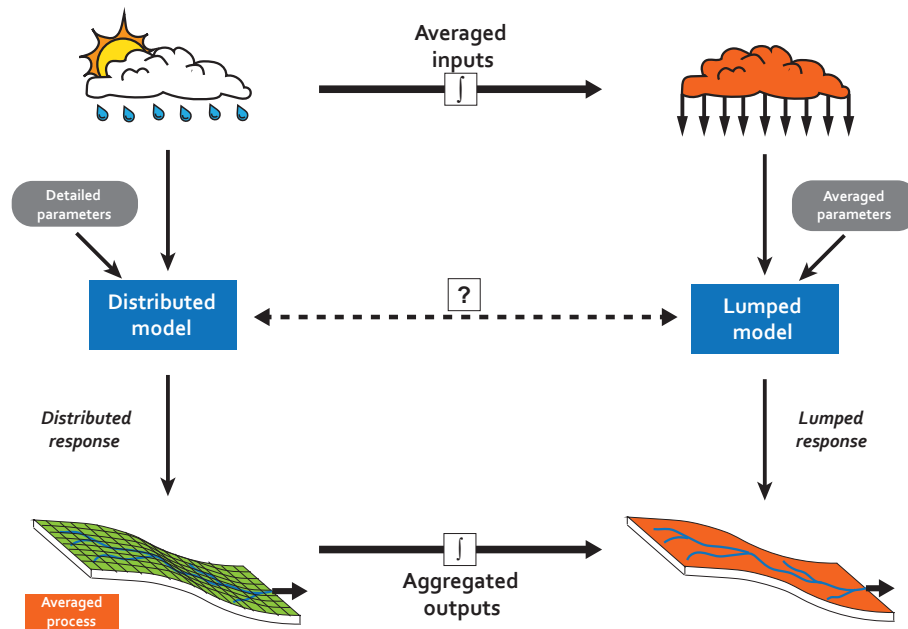 Averaged
inputs
∫
Detailed
parameters
Averaged
parameters
Distributed
model
?
Lumped
model
Distributed
response
Lumped
response
∫
Aggregated
outputs
Averaged
process